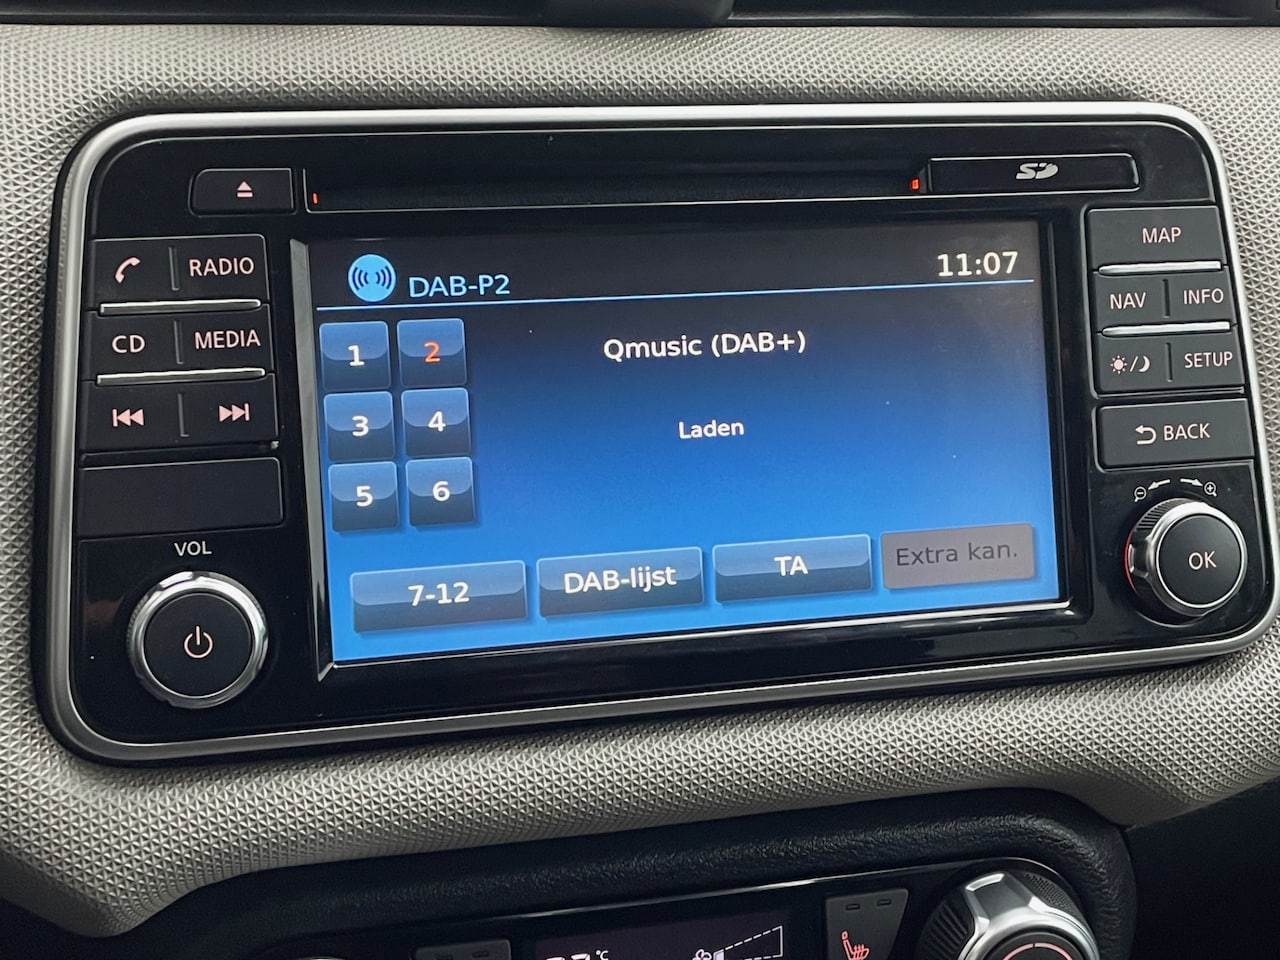 SD
RADIO
CD MEDIA
VOL
DAB-P2 11:07
1 2
3 4
5 6
Qmusic (DAB+)
Laden
7-12 DAB-lijst TA Extra kan.
MAP
NAV INFO
SETUP
BACK
OK
°C